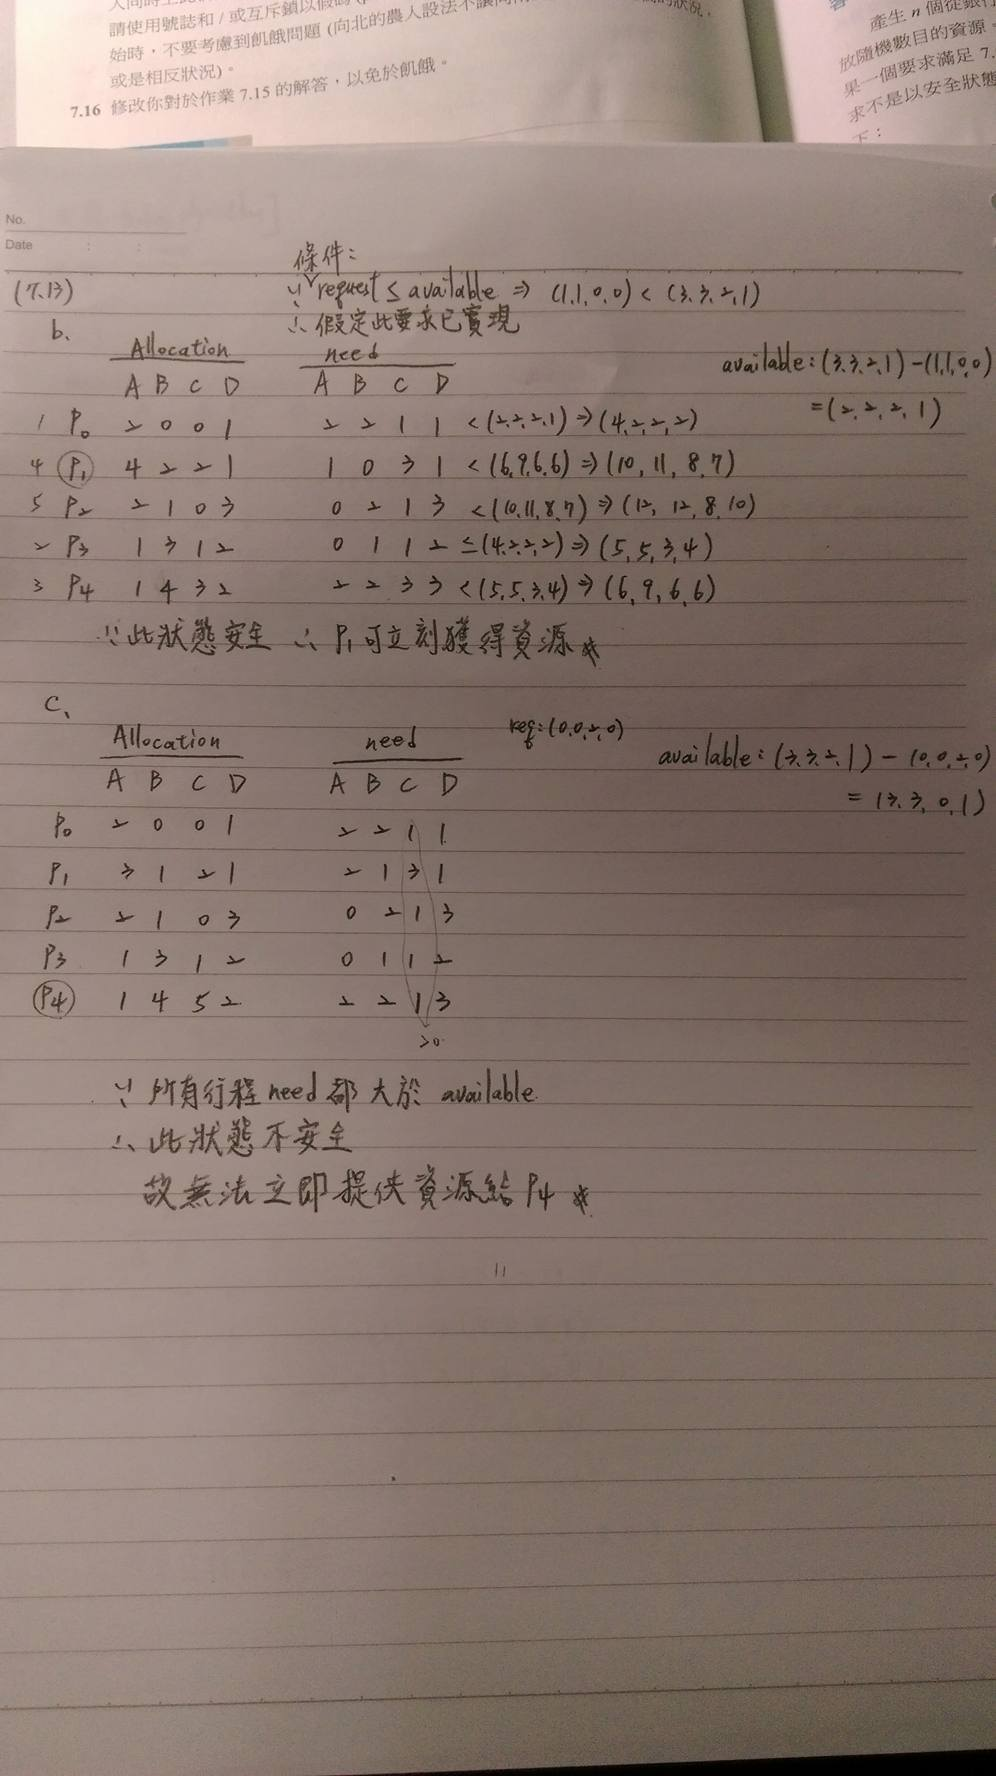 請使用號誌和 / 或互斥鎖以假碼
始時，不要考慮到飢餓問題 (向北的農人設法不讓
或是相反狀況)。
7.16 修改你對於作業 7.15 的解答，以免於飢餓。
產生 n 個從銀行
放隨機數目的資源。
果一個要求滿足 7.
求不是以安全狀態
下：
No.
Date : :
條件：
(7.13) ∵ request ≤ available ⇒ (1,1,0,0) < (3,3,2,1)
b、 ∴ 假定此要求已實現
Allocation need available : (3,3,2,1) - (1,1,0,0)
A B C D A B C D = (2,2,2,1)
1 P0 2 0 0 1 2 2 1 1 < (2,2,2,1) ⇒ (4,2,2,2)
4 P1 4 2 2 1 1 0 3 1 < (6,9,6,6) ⇒ (10, 11, 8, 7)
5 P2 2 1 0 3 0 2 1 3 < (10,11,8,7) ⇒ (12, 12, 8, 10)
2 P3 1 3 1 2 0 1 1 2 ≤ (4,2,2,2) ⇒ (5, 5, 3, 4)
3 P4 1 4 3 2 2 2 3 3 < (5,5,3,4) ⇒ (6, 9, 6, 6)
∵ 此狀態安全 ∴ P1 可立刻獲得資源 ※
C、
Allocation need req: (0,0,2,0) available : (3,3,2,1) - (0,0,2,0)
A B C D A B C D = (3,3,0,1)
P0 2 0 0 1 2 2 1 1
P1 3 1 2 1 2 1 3 1
P2 2 1 0 3 0 2 1 3
P3 1 3 1 2 0 1 1 2
P4 1 4 5 2 2 2 1 3
>0
∵ 所有行程 need 都大於 available
∴ 此狀態不安全
故無法立即提供資源給 P4 ※
11